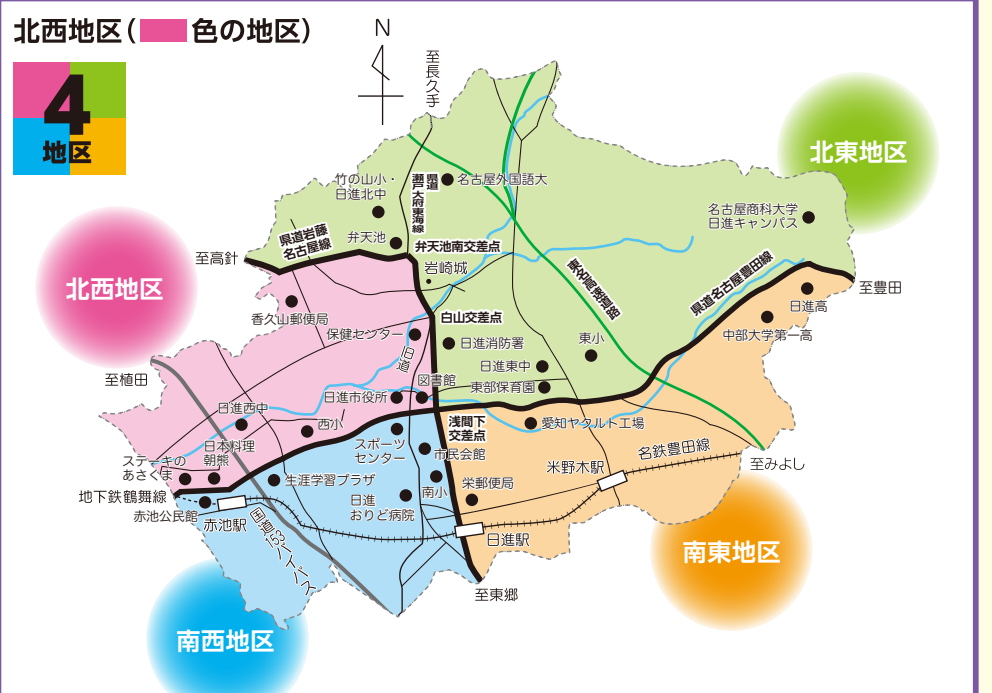 北西地区(色の地区)
4
地区
N
至長久手
北東地区
竹の山小・
日進北中
県道
瀬戸大府東海線
名古屋外国語大
名古屋商科大学
日進キャンパス
県道岩藤
名古屋線
弁天池
弁天池南交差点
至高針
岩崎城
東名高速道路
県道名古屋豊田線
至豊田
北西地区
香久山郵便局
保健センター
白山交差点
日進高
中部大学第一高
旧道
日進消防署
東小
日進東中
至植田
図書館
東部保育園
日進市役所
日進西中
西小
浅間下
交差点
愛知ヤクルト工場
スポーツ
センター
市民会館
日本料理
朝熊
ステーキの
あさくま
名鉄豊田線
至みよし
米野木駅
生涯学習プラザ
南小
栄郵便局
地下鉄鶴舞線
日進
おりど病院
赤池公民館
赤池駅
国道153バイパス
日進駅
南東地区
至東郷
南西地区